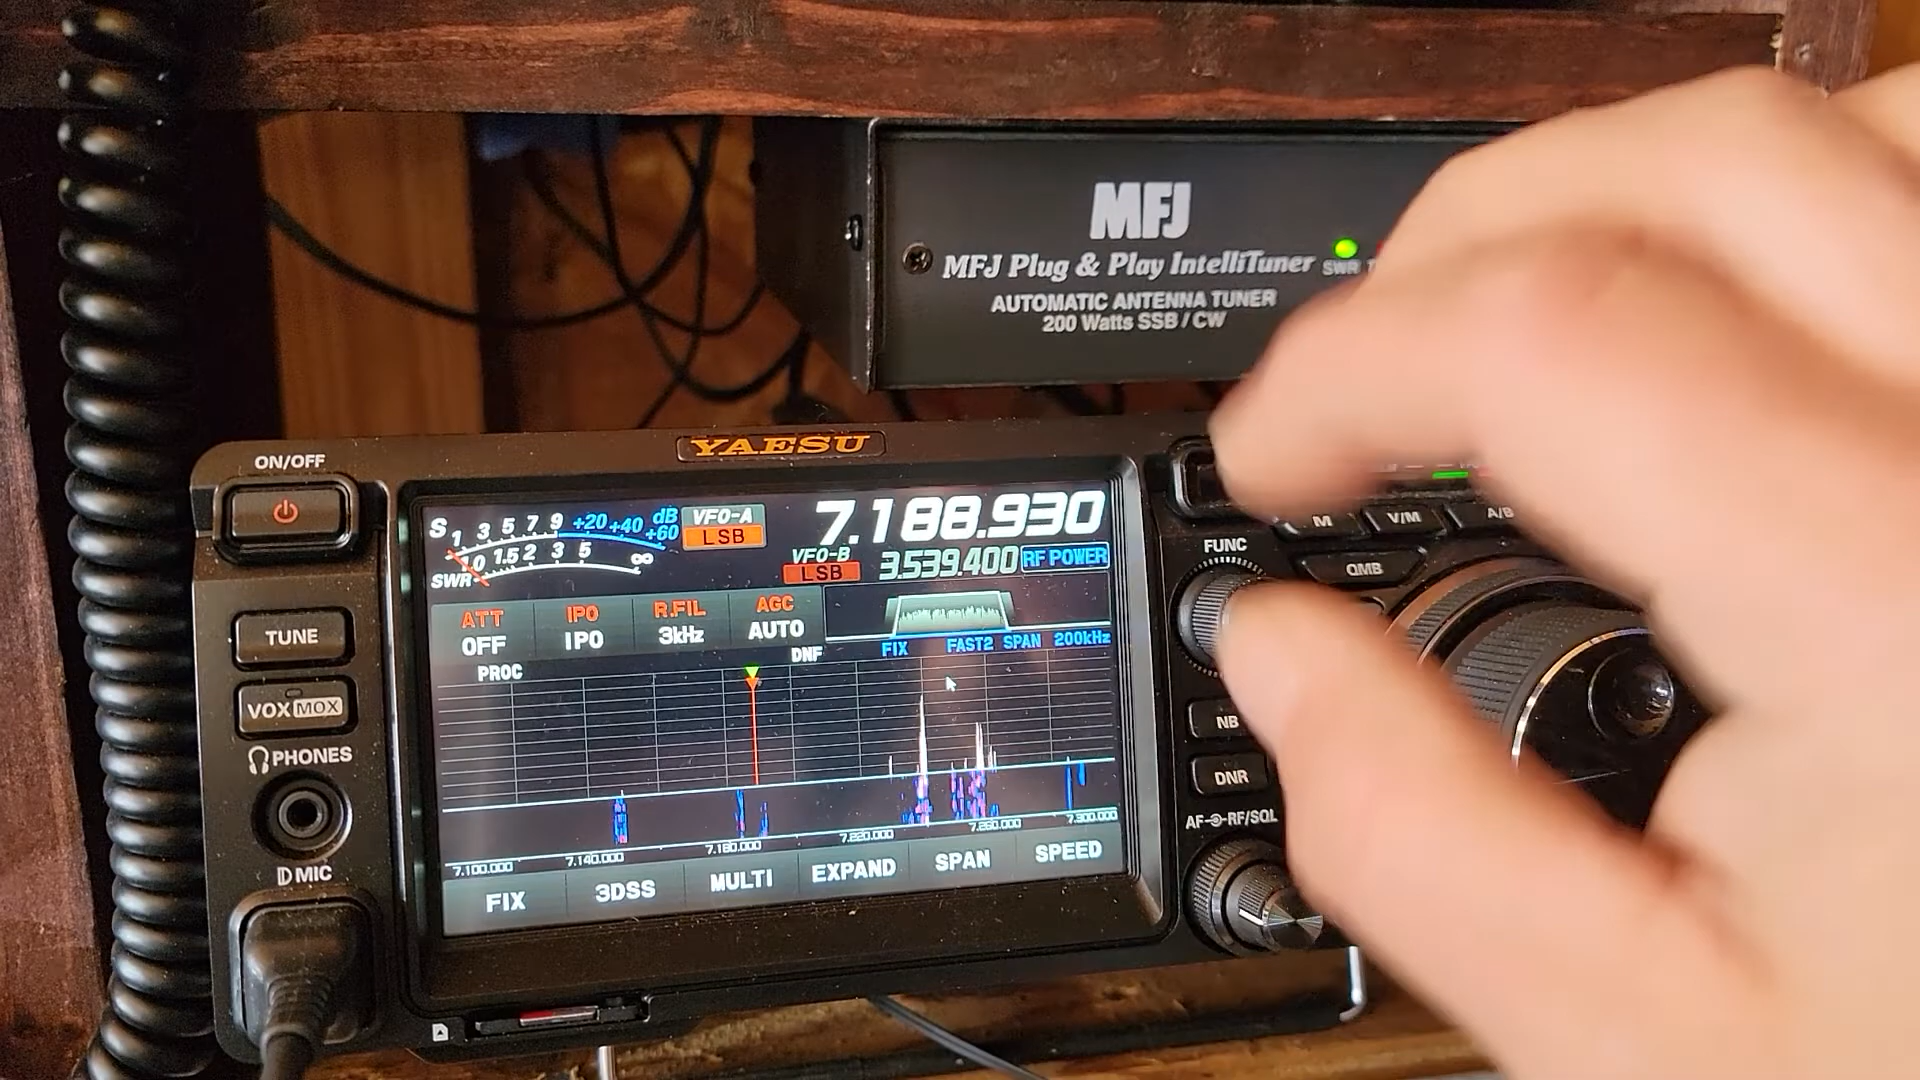 MFJ
MFJ Plug & Play IntelliTuner
SWR
AUTOMATIC ANTENNA TUNER
200 Watts SSB / CW
YAESU
ON/OFF
S 1 3 5 7 9 +20 +40 +60 dB
VFO-A
LSB
7.188.930
SWR 0 1.5 2 3 5 ∞
VFO-B
LSB
3.539.400
RF POWER
M
V/M
A/B
FUNC
QMB
TUNE
ATT
OFF
IPO
IPO
R.FIL
3kHz
AGC
AUTO
FIX
FAST2
SPAN
200kHz
PROC
DNF
VOX MOX
NB
PHONES
DNR
AF RF/SQL
7.100.000
7.140.000
7.180.000
7.220.000
7.260.000
7.300.000
MIC
FIX
3DSS
MULTI
EXPAND
SPAN
SPEED